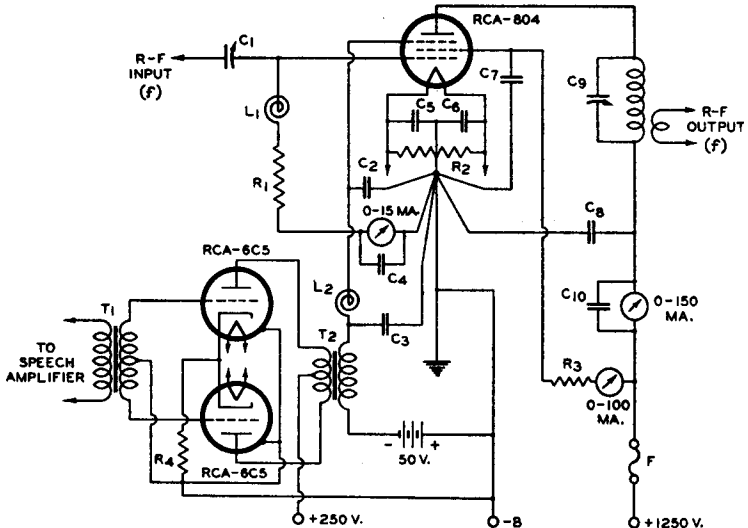 RCA-804
R-F
INPUT
(f)
C1
C7
C9
L1
C5
C6
R-F
OUTPUT
(f)
R1
C2
R2
0-15 MA.
C8
RCA-6C5
C4
L2
C10
0-150
MA.
T1
T2
C3
TO
SPEECH
AMPLIFIER
R3
0-100
MA.
- +
50 V.
R4
RCA-6C5
F
+250 V.
-B
+1250 V.